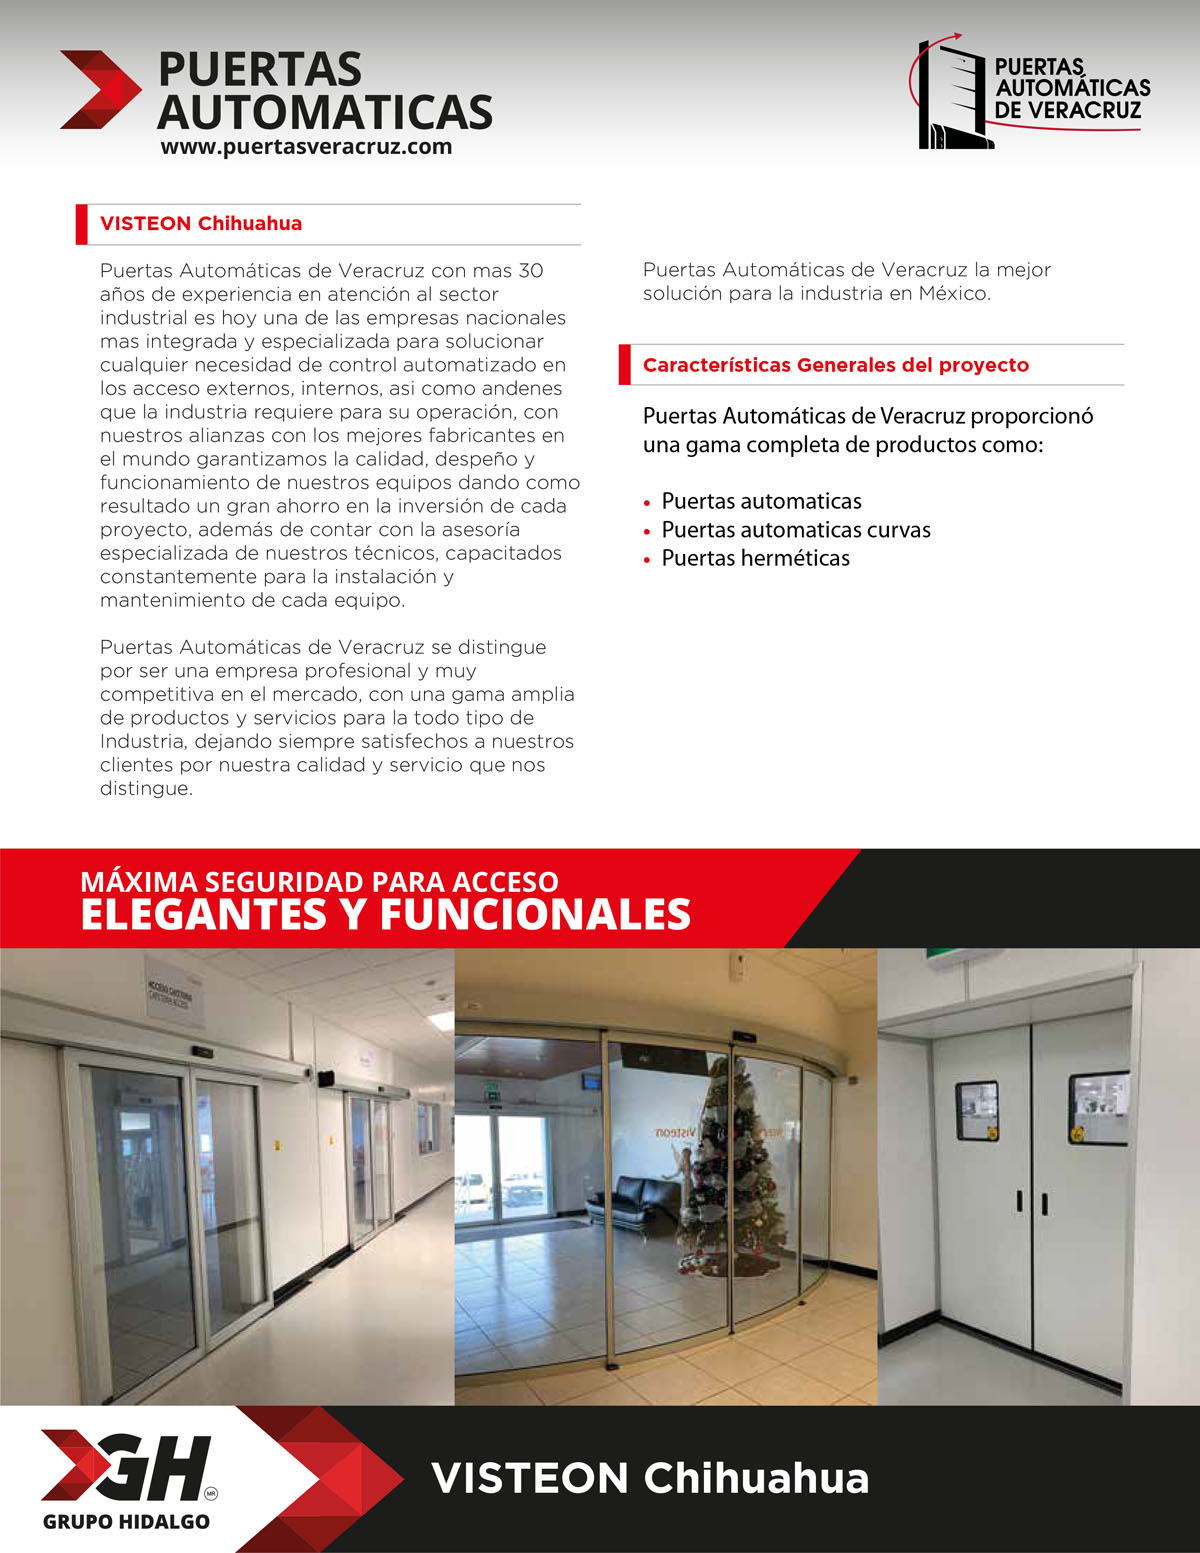 PUERTAS
AUTOMATICAS
www.puertasveracruz.com
PUERTAS
AUTOMÁTICAS
DE VERACRUZ
VISTEON Chihuahua
Puertas Automáticas de Veracruz con mas 30
años de experiencia en atención al sector
industrial es hoy una de las empresas nacionales
mas integrada y especializada para solucionar
cualquier necesidad de control automatizado en
los acceso externos, internos, asi como andenes
que la industria requiere para su operación, con
nuestros alianzas con los mejores fabricantes en
el mundo garantizamos la calidad, despeño y
funcionamiento de nuestros equipos dando como
resultado un gran ahorro en la inversión de cada
proyecto, además de contar con la asesoría
especializada de nuestros técnicos, capacitados
constantemente para la instalación y
mantenimiento de cada equipo.
Puertas Automáticas de Veracruz se distingue
por ser una empresa profesional y muy
competitiva en el mercado, con una gama amplia
de productos y servicios para la todo tipo de
Industria, dejando siempre satisfechos a nuestros
clientes por nuestra calidad y servicio que nos
distingue.
Puertas Automáticas de Veracruz la mejor
solución para la industria en México.
Características Generales del proyecto
Puertas Automáticas de Veracruz proporcionó
una gama completa de productos como:
• Puertas automaticas
• Puertas automaticas curvas
• Puertas herméticas
MÁXIMA SEGURIDAD PARA ACCESO
ELEGANTES Y FUNCIONALES
ACCESO CAFETERIA
CAFETERIA ACCESS
Visteon
GH
MR
GRUPO HIDALGO
VISTEON Chihuahua